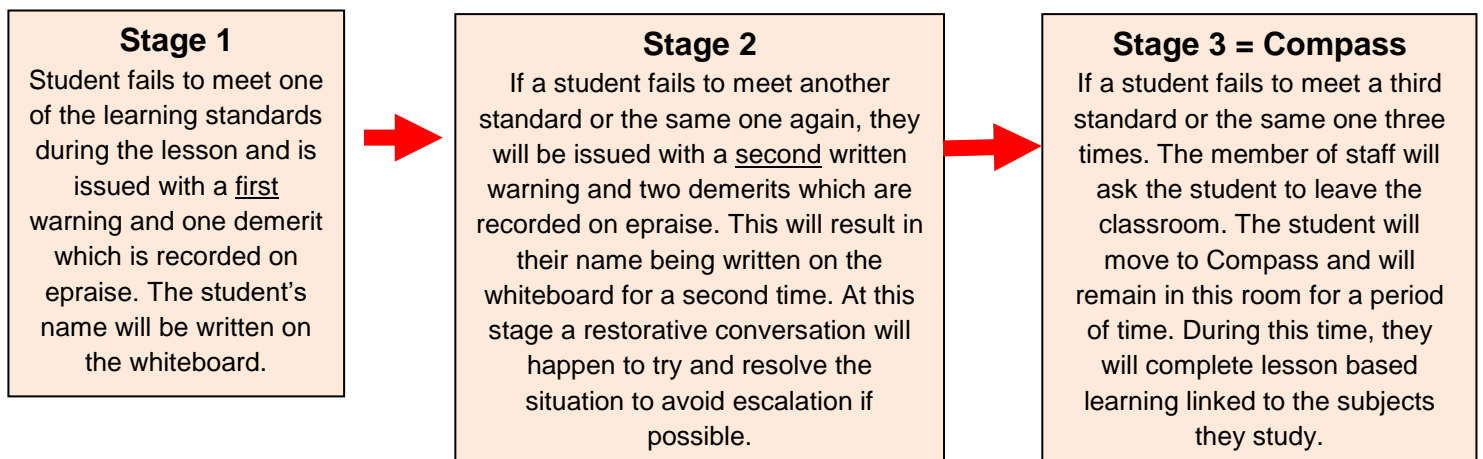 Stage 1
Student fails to meet one
of the learning standards
during the lesson and is
issued with a first
warning and one demerit
which is recorded on
epraise. The student’s
name will be written on
the whiteboard.
Stage 2
If a student fails to meet another
standard or the same one again, they
will be issued with a second written
warning and two demerits which are
recorded on epraise. This will result in
their name being written on the
whiteboard for a second time. At this
stage a restorative conversation will
happen to try and resolve the
situation to avoid escalation if
possible.
Stage 3 = Compass
If a student fails to meet a third
standard or the same one three
times. The member of staff will
ask the student to leave the
classroom. The student will
move to Compass and will
remain in this room for a period
of time. During this time, they
will complete lesson based
learning linked to the subjects
they study.